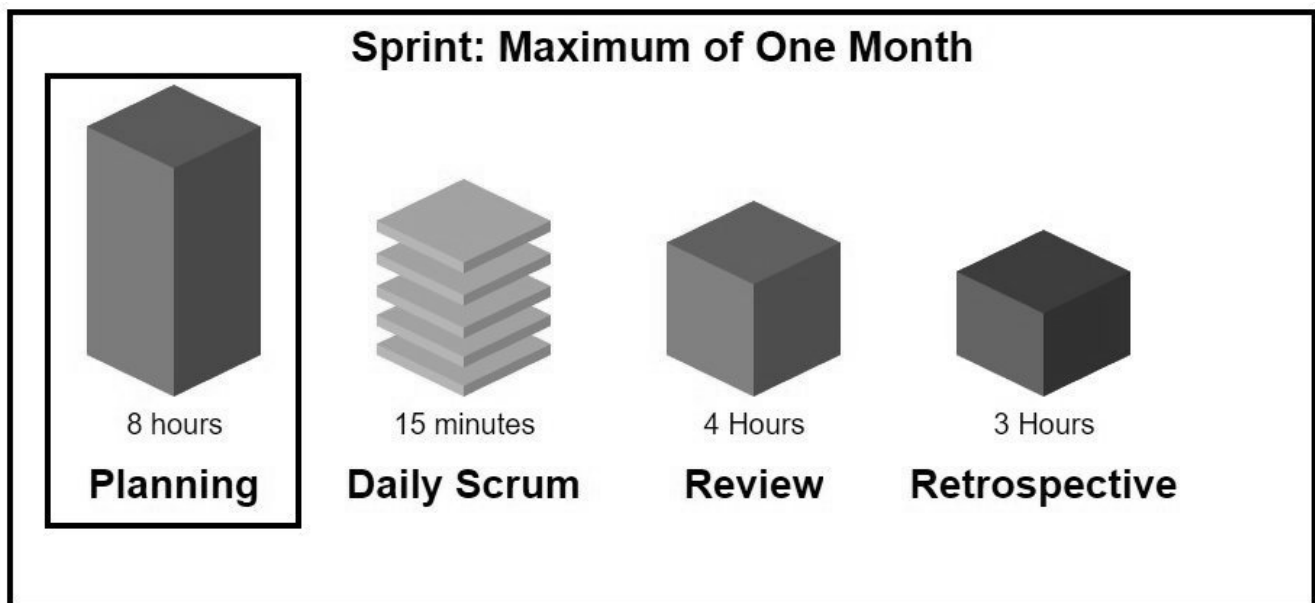 Sprint: Maximum of One Month
8 hours
15 minutes
4 Hours
3 Hours
Planning
Daily Scrum
Review
Retrospective